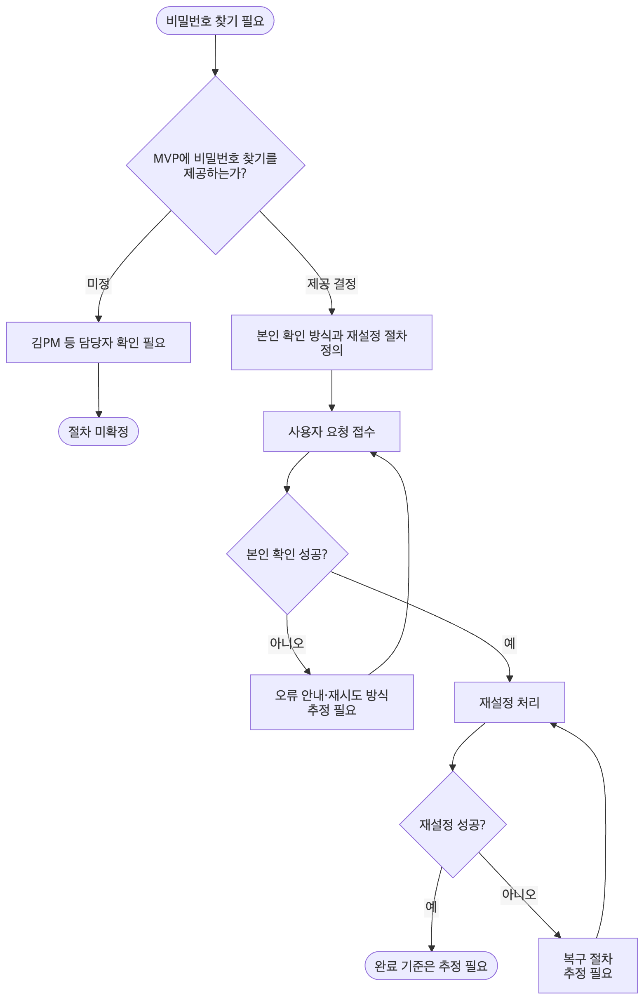 비밀번호 찾기 필요
MVP에 비밀번호 찾기를
제공하는가?
미정
제공 결정
김PM 등 담당자 확인 필요
본인 확인 방식과 재설정 절차
정의
절차 미확정
사용자 요청 접수
본인 확인 성공?
아니오
예
오류 안내·재시도 방식
추정 필요
재설정 처리
재설정 성공?
예
아니오
완료 기준은 추정 필요
복구 절차
추정 필요